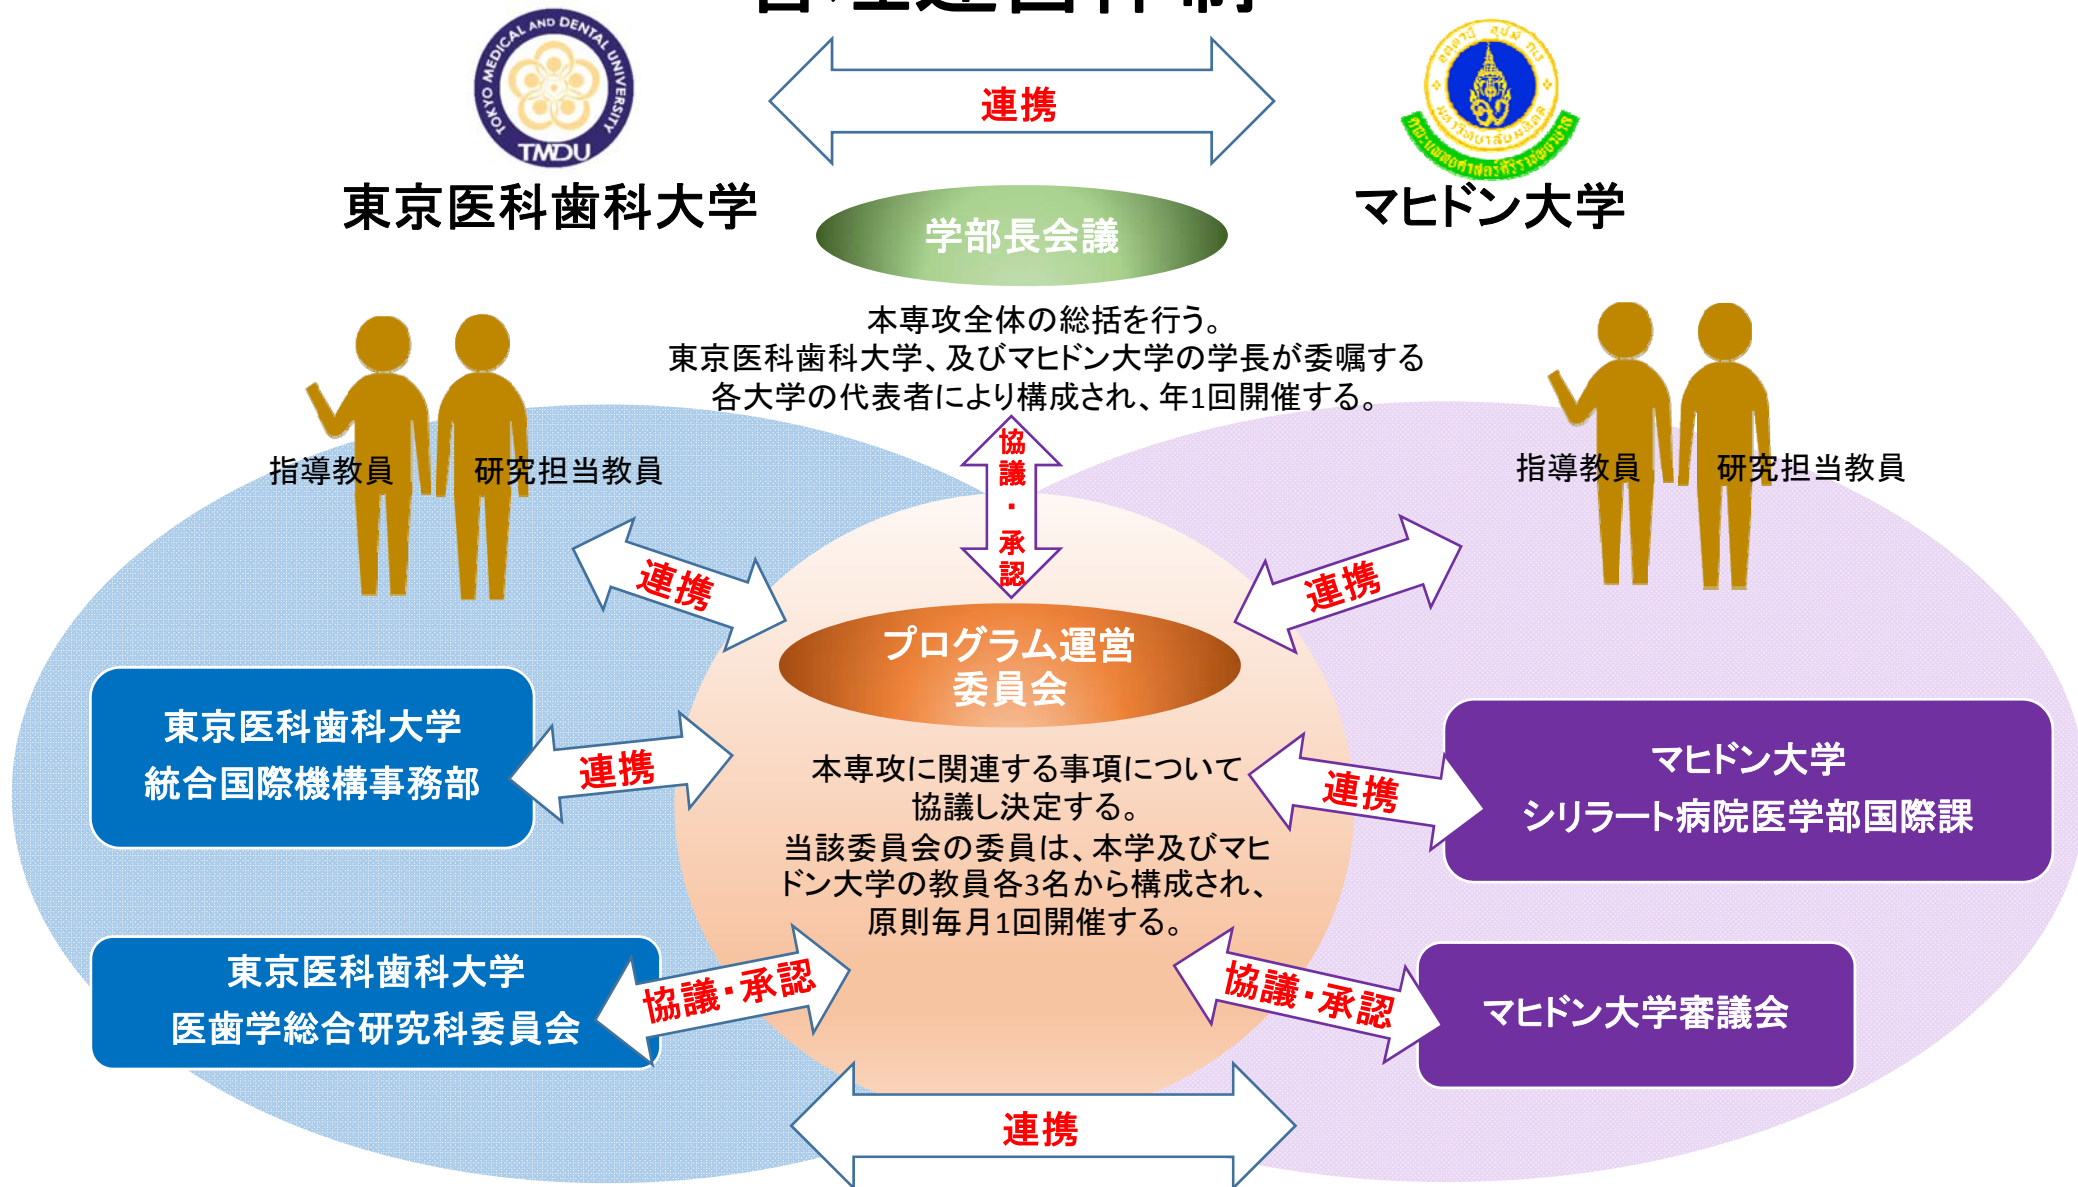 管理運営体制
TOKYO MEDICAL AND DENTAL UNIVERSITY
TMDU
連携
東京医科歯科大学
マヒドン大学
学部長会議
本専攻全体の総括を行う。
東京医科歯科大学、及びマヒドン大学の学長が委嘱する
各大学の代表者により構成され、年1回開催する。
協議・承認
指導教員
研究担当教員
指導教員
研究担当教員
連携
連携
プログラム運営
委員会
東京医科歯科大学
統合国際機構事務部
連携
本専攻に関連する事項について
協議し決定する。
当該委員会の委員は、本学及びマヒ
ドン大学の教員各3名から構成され、
原則毎月1回開催する。
連携
マヒドン大学
シリラート病院医学部国際課
東京医科歯科大学
医歯学総合研究科委員会
協議・承認
協議・承認
マヒドン大学審議会
連携